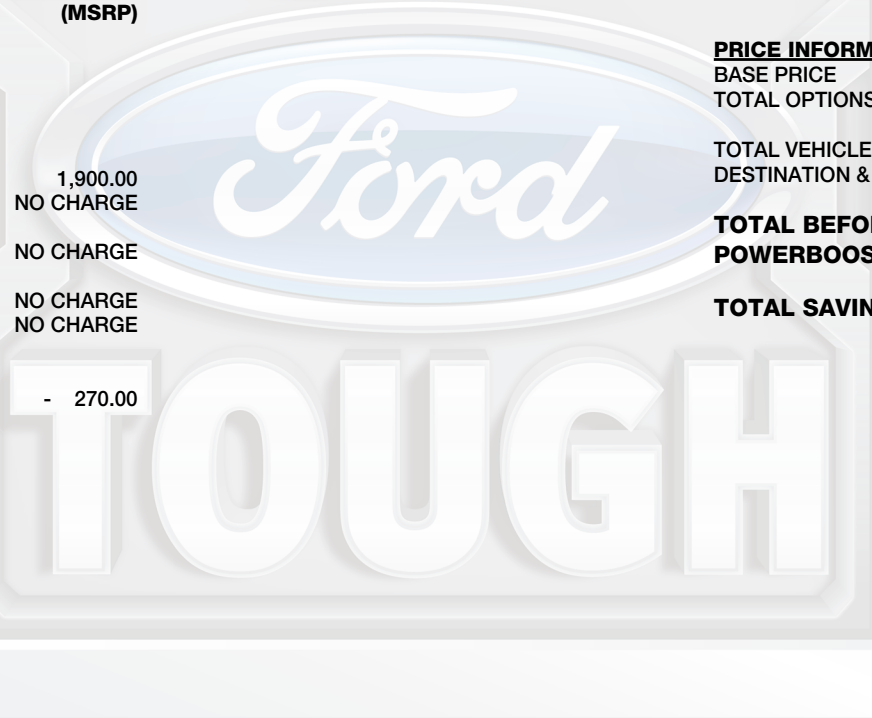 (MSRP)
1,900.00
NO CHARGE
NO CHARGE
NO CHARGE
NO CHARGE
- 270.00
PRICE INFORM
BASE PRICE
TOTAL OPTIONS
TOTAL VEHICLE
DESTINATION &
TOTAL BEFO
POWERBOOS
TOTAL SAVIN
Ford
TOUGH